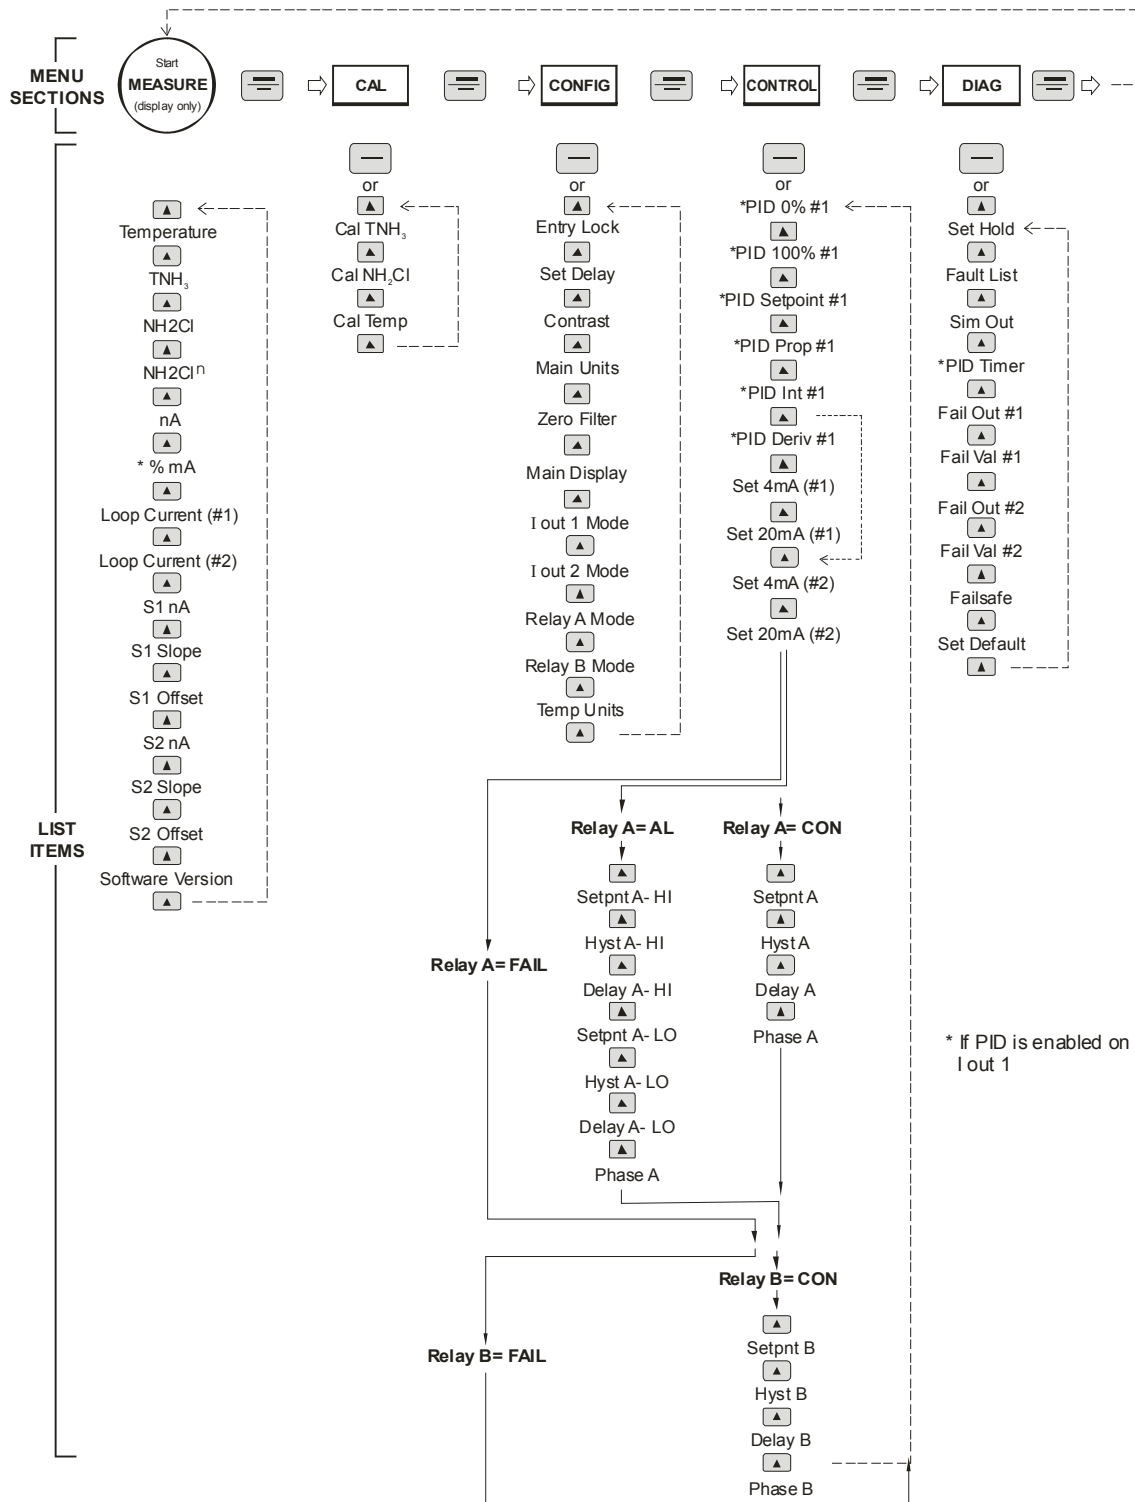 MENU
SECTIONS
Start
MEASURE
(display only)
CAL
CONFIG
CONTROL
DIAG
LIST
ITEMS
Temperature
TNH₃
NH2Cl
NH2Cl n
nA
* % mA
Loop Current (#1)
Loop Current (#2)
S1 nA
S1 Slope
S1 Offset
S2 nA
S2 Slope
S2 Offset
Software Version
or
Cal TNH₃
Cal NH₂Cl
Cal Temp
or
Entry Lock
Set Delay
Contrast
Main Units
Zero Filter
Main Display
I out 1 Mode
I out 2 Mode
Relay A Mode
Relay B Mode
Temp Units
or
*PID 0% #1
*PID 100% #1
*PID Setpoint #1
*PID Prop #1
*PID Int #1
*PID Deriv #1
Set 4mA (#1)
Set 20mA (#1)
Set 4mA (#2)
Set 20mA (#2)
or
Set Hold
Fault List
Sim Out
*PID Timer
Fail Out #1
Fail Val #1
Fail Out #2
Fail Val #2
Failsafe
Set Default
Relay A= FAIL
Relay A= AL
Setpnt A- HI
Hyst A- HI
Delay A- HI
Setpnt A- LO
Hyst A- LO
Delay A- LO
Phase A
Relay A= CON
Setpnt A
Hyst A
Delay A
Phase A
* If PID is enabled on
I out 1
Relay B= FAIL
Relay B= CON
Setpnt B
Hyst B
Delay B
Phase B